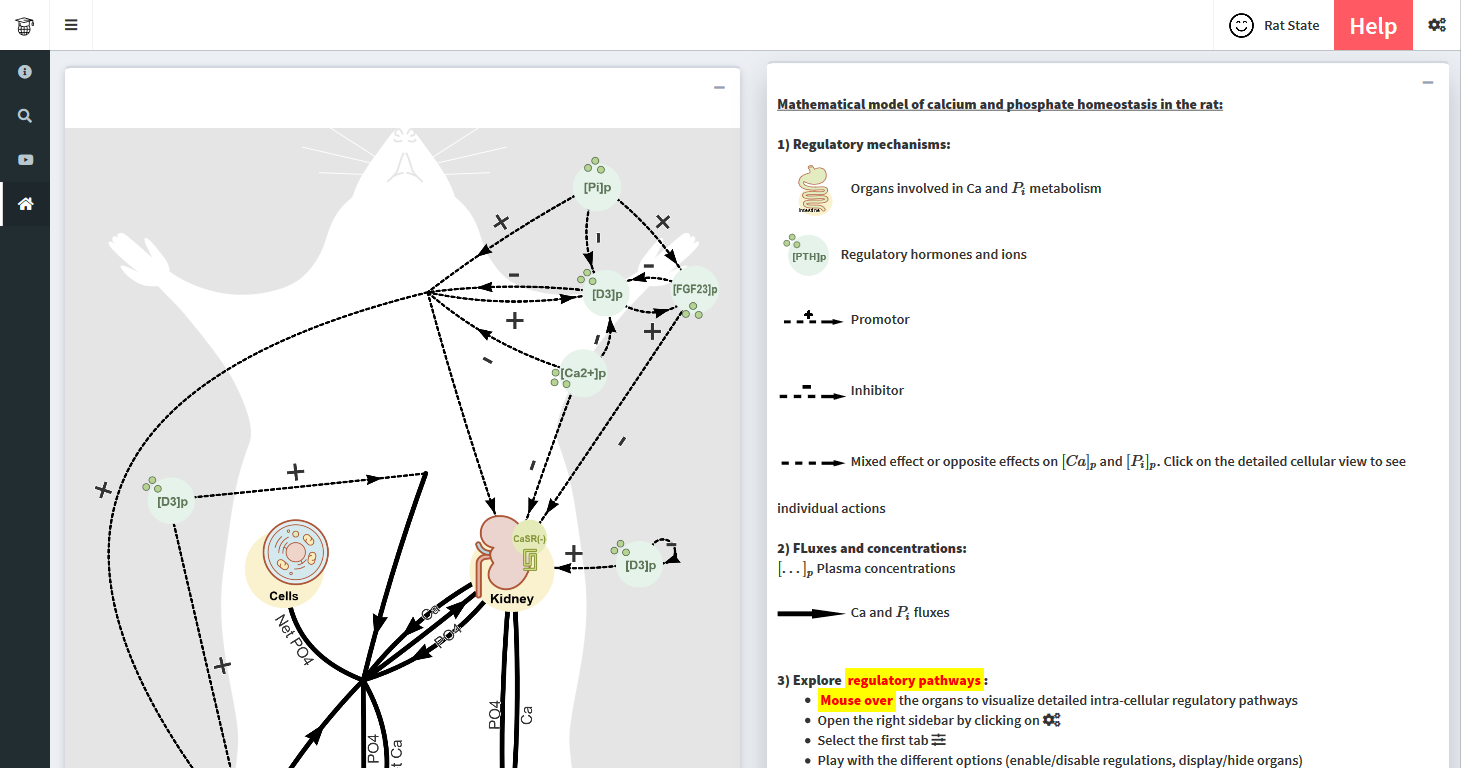 Rat State
Help
[Pi]p
[D3]p
[FGF23]p
[Ca2+]p
[D3]p
CaSR(-)
[D3]p
Cells
Kidney
Net PO4
Ca
PO4
PO4
Ca
PO4
t Ca
Mathematical model of calcium and phosphate homeostasis in the rat:
1) Regulatory mechanisms:
Organs involved in Ca and P_i metabolism
[PTH]p
Regulatory hormones and ions
Promotor
Inhibitor
Mixed effect or opposite effects on [Ca]_p and [P_i]_p. Click on the detailed cellular view to see
individual actions
2) FLuxes and concentrations:
[...]_p Plasma concentrations
Ca and P_i fluxes
3) Explore regulatory pathways:
• Mouse over the organs to visualize detailed intra-cellular regulatory pathways
• Open the right sidebar by clicking on
• Select the first tab
• Play with the different options (enable/disable regulations, display/hide organs)